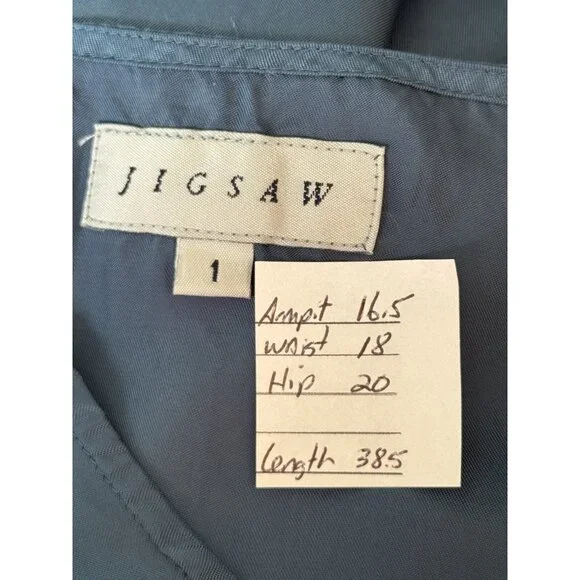 JIGSAW
1
Armpit 16.5
Waist 18
Hip 20
Length 38.5